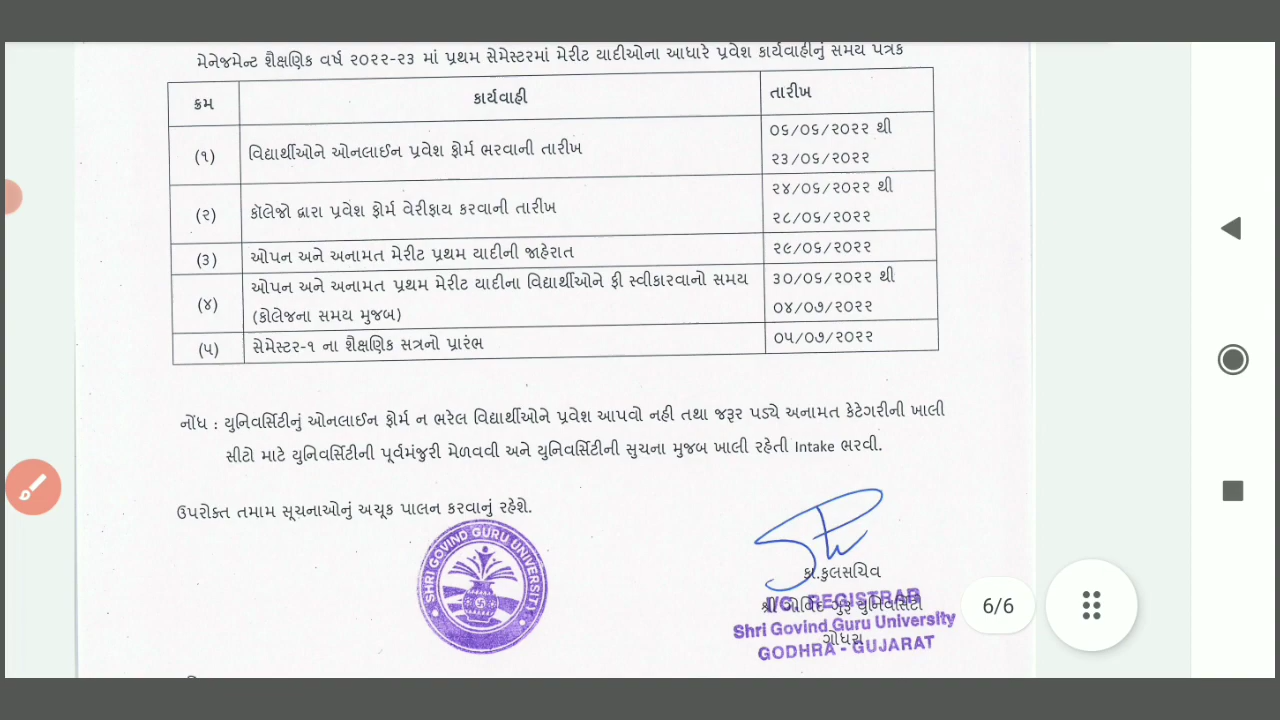 મેનેજમેન્ટ શૈક્ષણિક વર્ષ ૨૦૨૨-૨૩ માં પ્રથમ સેમેસ્ટરમાં મેરીટ યાદીઓના આધારે પ્રવેશ કાર્યવાહીનું સમય પત્રક
ક્રમ કાર્યવાહી તારીખ
(૧) વિદ્યાર્થીઓને ઓનલાઈન પ્રવેશ ફોર્મ ભરવાની તારીખ ૦૬/૦૬/૨૦૨૨ થી
૨૩/૦૬/૨૦૨૨
(૨) કૉલેજો દ્વારા પ્રવેશ ફોર્મ વેરીફાય કરવાની તારીખ ૨૪/૦૬/૨૦૨૨ થી
૨૮/૦૬/૨૦૨૨
(૩) ઓપન અને અનામત મેરીટ પ્રથમ યાદીની જાહેરાત ૨૯/૦૬/૨૦૨૨
(૪) ઓપન અને અનામત પ્રથમ મેરીટ યાદીના વિદ્યાર્થીઓને ફી સ્વીકારવાનો સમય ૩૦/૦૬/૨૦૨૨ થી
(કોલેજના સમય મુજબ) ૦૪/૦૭/૨૦૨૨
(૫) સેમેસ્ટર-૧ ના શૈક્ષણિક સત્રનો પ્રારંભ ૦૫/૦૭/૨૦૨૨
નોંધ : યુનિવર્સિટીનું ઓનલાઈન ફોર્મ ન ભરેલ વિદ્યાર્થીઓને પ્રવેશ આપવો નહી તથા જરૂર પડ્યે અનામત કેટેગરીની ખાલી
સીટો માટે યુનિવર્સિટીની પૂર્વમંજુરી મેળવવી અને યુનિવર્સિટીની સુચના મુજબ ખાલી રહેતી Intake ભરવી.
ઉપરોક્ત તમામ સૂચનાઓનું અચૂક પાલન કરવાનું રહેશે.
SHRI GOVIND GURU UNIVERSITY
કા.કુલસચિવ
શ્રી ગોવિંદ ગુરુ યુનિવર્સિટી
I/C. REGISTRAR
Shri Govind Guru University
ગોધરા
GODHRA - GUJARAT
6/6